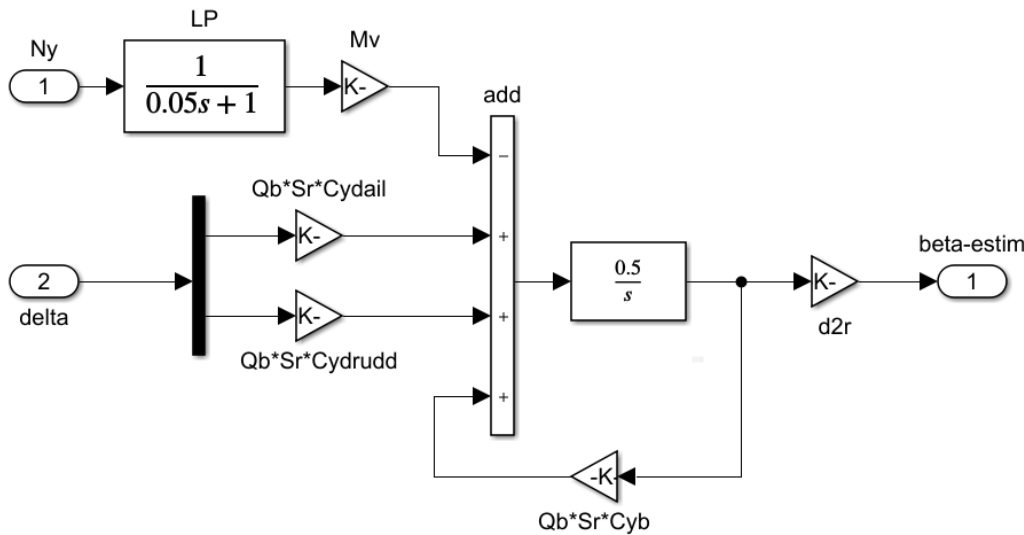 LP
Ny
Mv
1
1
0.05s + 1
K-
add
−
Qb*Sr*Cydail
K-
+
2
delta
K-
+
Qb*Sr*Cydrudd
0.5
s
K-
d2r
beta-estim
1
+
-K-
Qb*Sr*Cyb